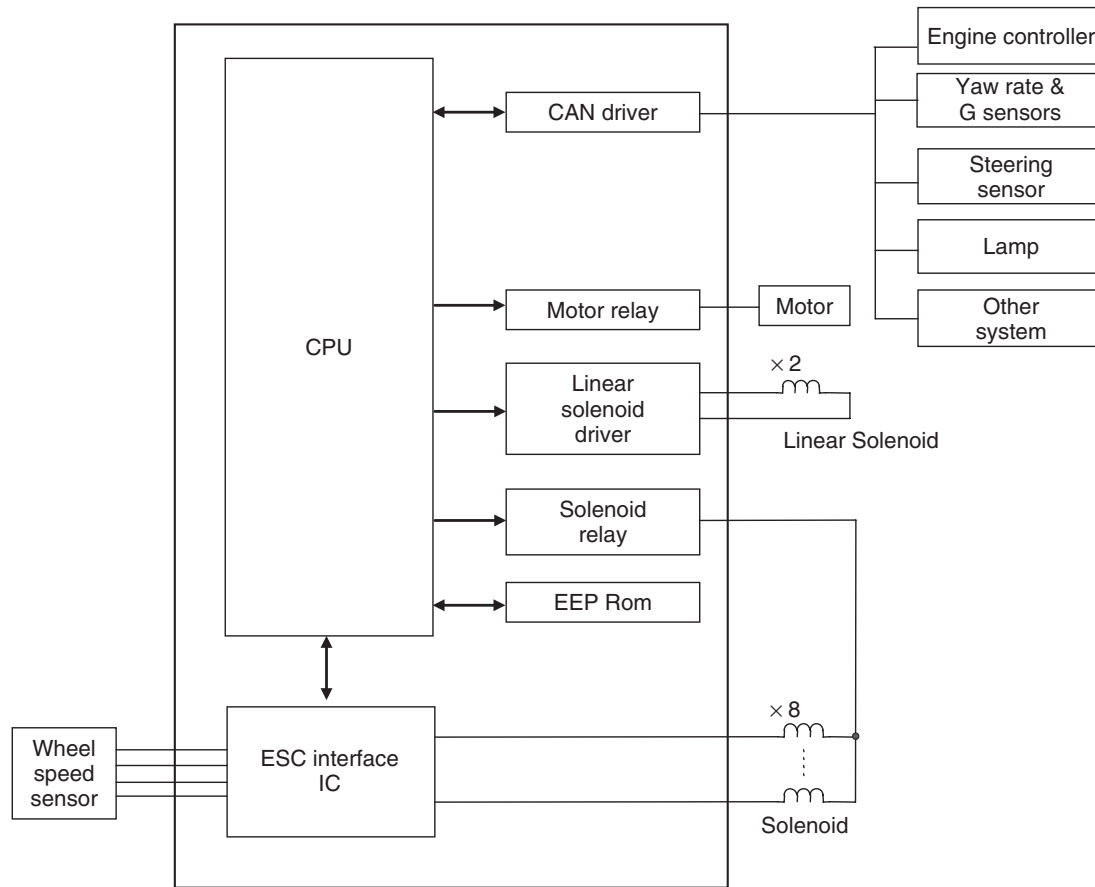 Engine controller
CAN driver
Yaw rate &
G sensors
Steering
sensor
Lamp
Motor relay
Motor
Other
system
CPU
× 2
Linear
solenoid
driver
Linear Solenoid
Solenoid
relay
EEP Rom
× 8
Wheel
speed
sensor
ESC interface
IC
Solenoid